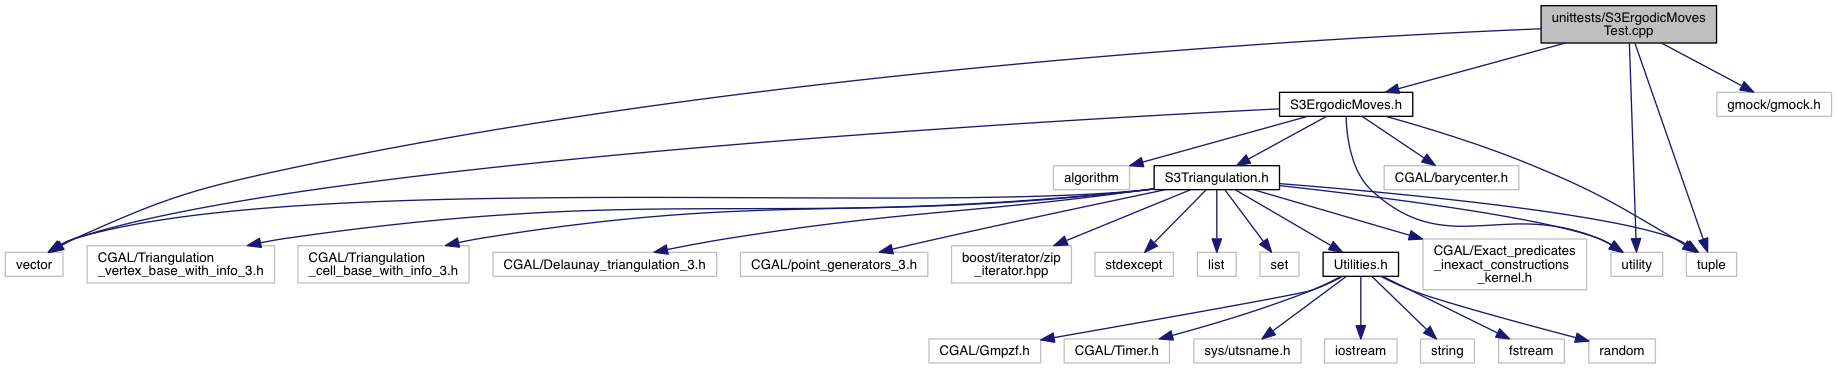 unittests/S3ErgodicMoves
Test.cpp
S3ErgodicMoves.h
gmock/gmock.h
algorithm
S3Triangulation.h
CGAL/barycenter.h
vector
CGAL/Triangulation
_vertex_base_with_info_3.h
CGAL/Triangulation
_cell_base_with_info_3.h
CGAL/Delaunay_triangulation_3.h
CGAL/point_generators_3.h
boost/iterator/zip
_iterator.hpp
stdexcept
list
set
Utilities.h
CGAL/Exact_predicates
_inexact_constructions
_kernel.h
utility
tuple
CGAL/Gmpzf.h
CGAL/Timer.h
sys/utsname.h
iostream
string
fstream
random